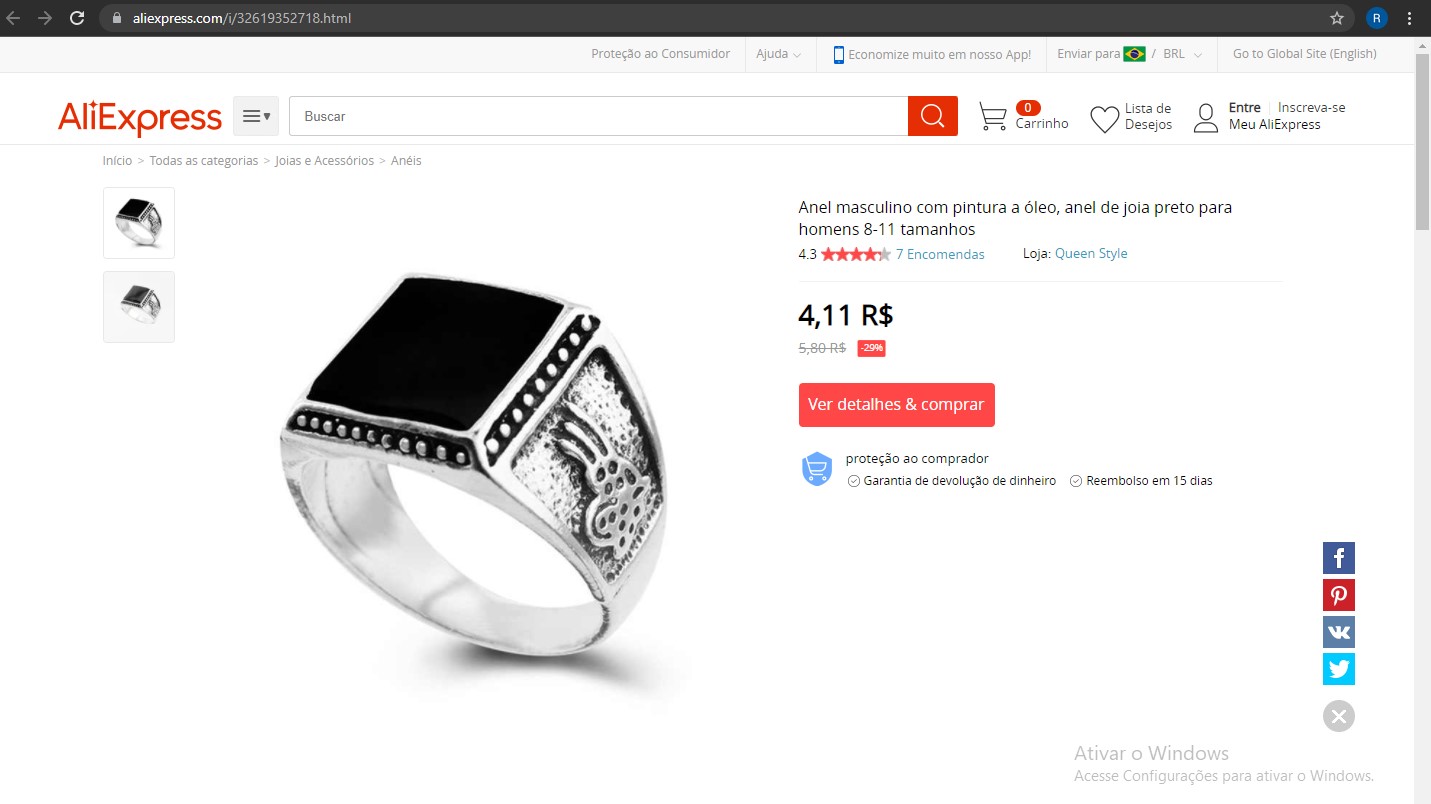 aliexpress.com/i/32619352718.html
R
Proteção ao Consumidor
Ajuda
Economize muito em nosso App!
Enviar para / BRL
Go to Global Site (English)
AliExpress
Buscar
0
Carrinho
Lista de
Desejos
Entre | Inscreva-se
Meu AliExpress
Início > Todas as categorias > Joias e Acessórios > Anéis
Anel masculino com pintura a óleo, anel de joia preto para
homens 8-11 tamanhos
4.3 7 Encomendas Loja: Queen Style
4,11 R$
5,80 R$ -29%
Ver detalhes & comprar
proteção ao comprador
Garantia de devolução de dinheiro Reembolso em 15 dias
Ativar o Windows
Acesse Configurações para ativar o Windows.